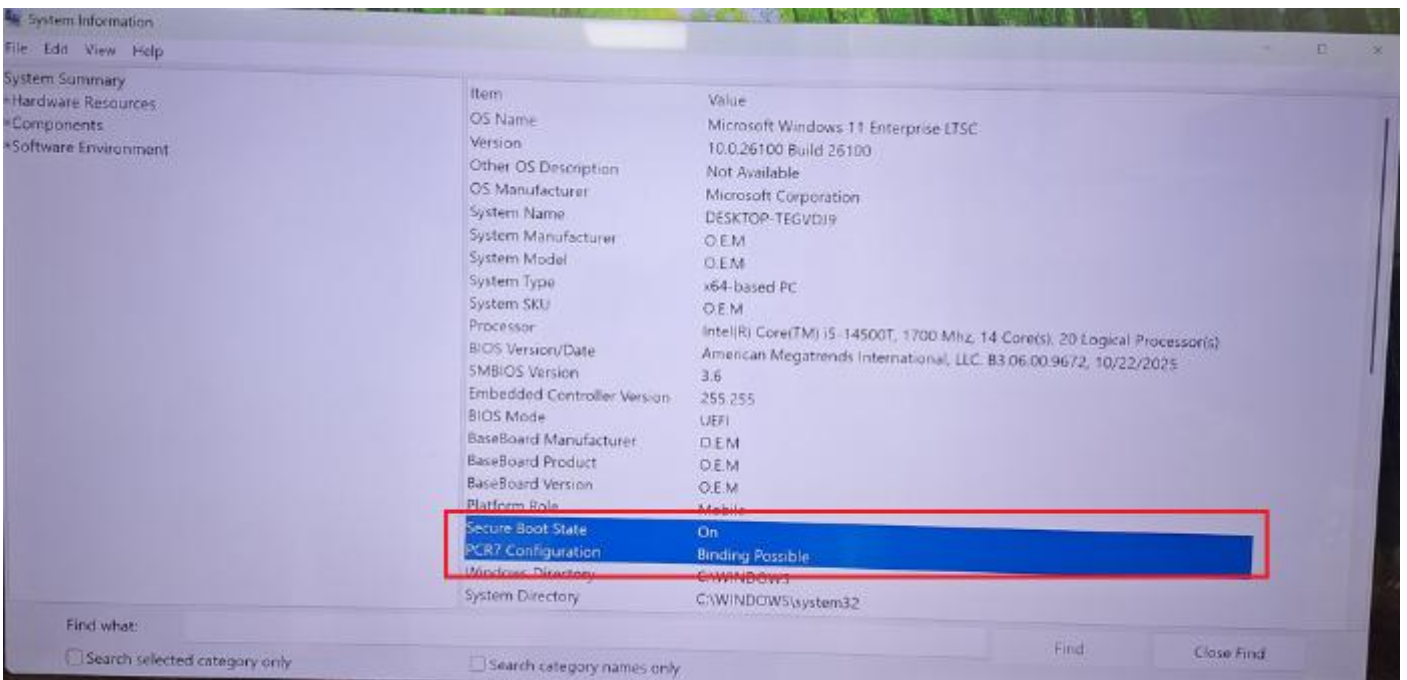 System Information
File Edit View Help
System Summary
Hardware Resources
Components
Software Environment
Item Value
OS Name Microsoft Windows 11 Enterprise LTSC
Version 10.0.26100 Build 26100
Other OS Description Not Available
OS Manufacturer Microsoft Corporation
System Name DESKTOP-TEGVDJ9
System Manufacturer O.E.M
System Model O.E.M
System Type x64-based PC
System SKU O.E.M
Processor Intel(R) Core(TM) i5-14500T, 1700 Mhz, 14 Core(s), 20 Logical Processor(s)
BIOS Version/Date American Megatrends International, LLC. B3.06.00.9672, 10/22/2025
SMBIOS Version 3.6
Embedded Controller Version 255.255
BIOS Mode UEFI
BaseBoard Manufacturer O.E.M
BaseBoard Product O.E.M
BaseBoard Version O.E.M
Platform Role Mobile
Secure Boot State On
PCR7 Configuration Binding Possible
Windows Directory C:\WINDOWS
System Directory C:\WINDOWS\system32
Find what:
Find Close Find
Search selected category only Search category names only